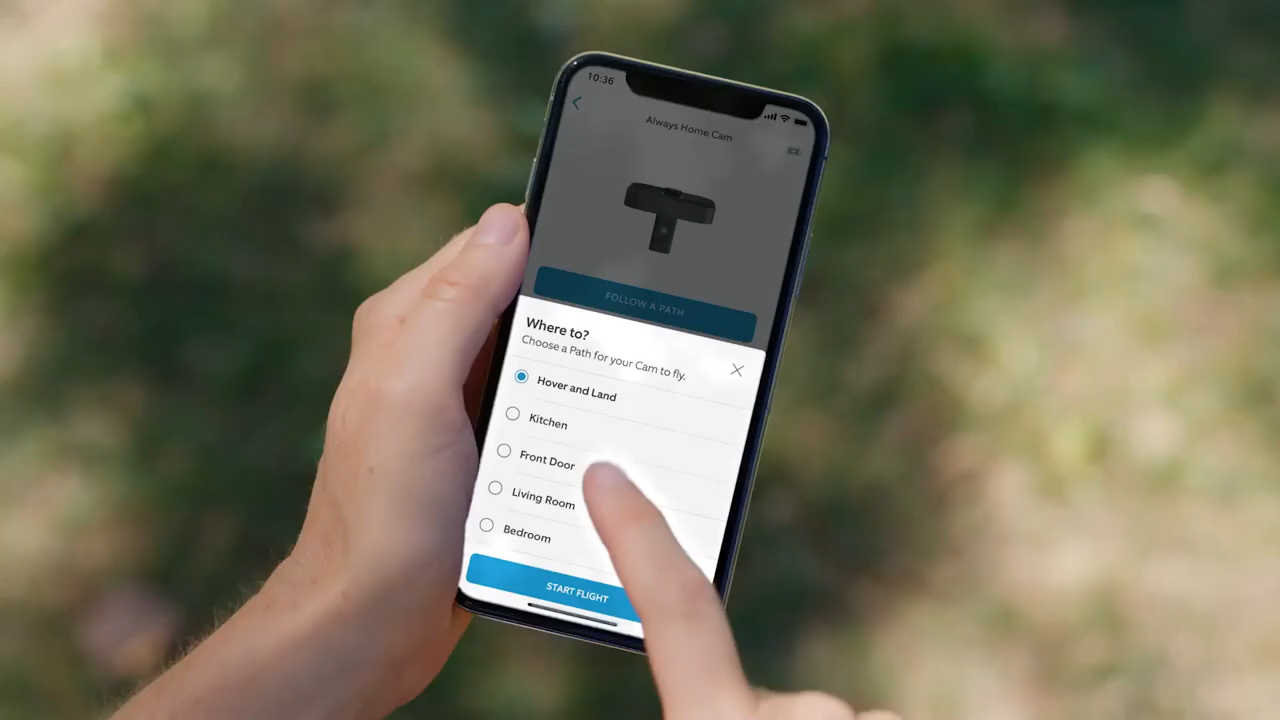 10:36
Always Home Cam
FOLLOW A PATH
Where to?
Choose a Path for your Cam to fly.
Hover and Land
Kitchen
Front Door
Living Room
Bedroom
START FLIGHT